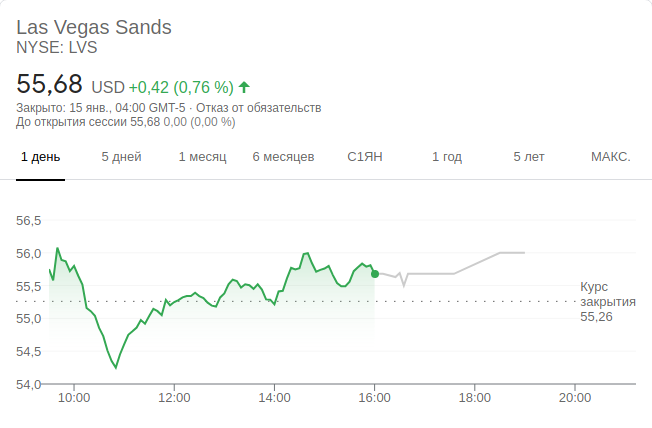 Las Vegas Sands
NYSE: LVS
55,68 USD +0,42 (0,76 %)
Закрыто: 15 янв., 04:00 GMT-5 · Отказ от обязательств
До открытия сессии 55,68 0,00 (0,00 %)
1 день 5 дней 1 месяц 6 месяцев С1ЯН 1 год 5 лет МАКС.
56,5
56,0
55,5
55,0
54,5
54,0
Курс
закрытия
55,26
10:00 12:00 14:00 16:00 18:00 20:00